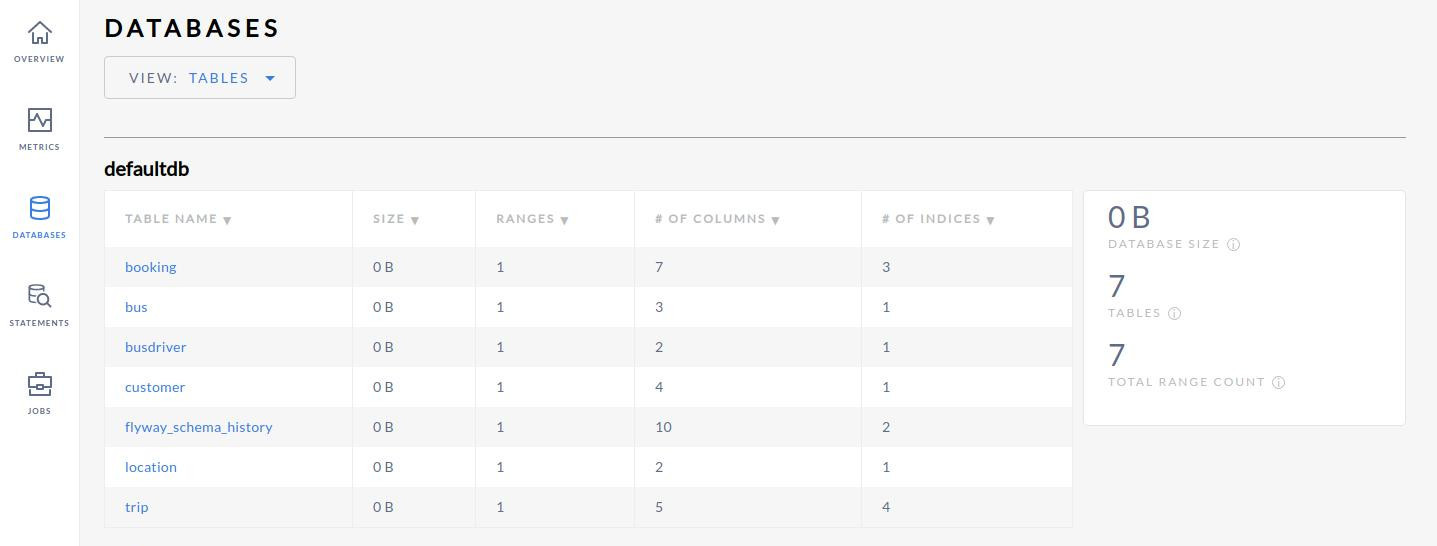 DATABASES
VIEW: TABLES
OVERVIEW
METRICS
DATABASES
STATEMENTS
JOBS
defaultdb
TABLE NAME ▼ SIZE ▼ RANGES ▼ # OF COLUMNS ▼ # OF INDICES ▼
booking 0 B 1 7 3
bus 0 B 1 3 1
busdriver 0 B 1 2 1
customer 0 B 1 4 1
flyway_schema_history 0 B 1 10 2
location 0 B 1 2 1
trip 0 B 1 5 4
0 B
DATABASE SIZE ⓘ
7
TABLES ⓘ
7
TOTAL RANGE COUNT ⓘ